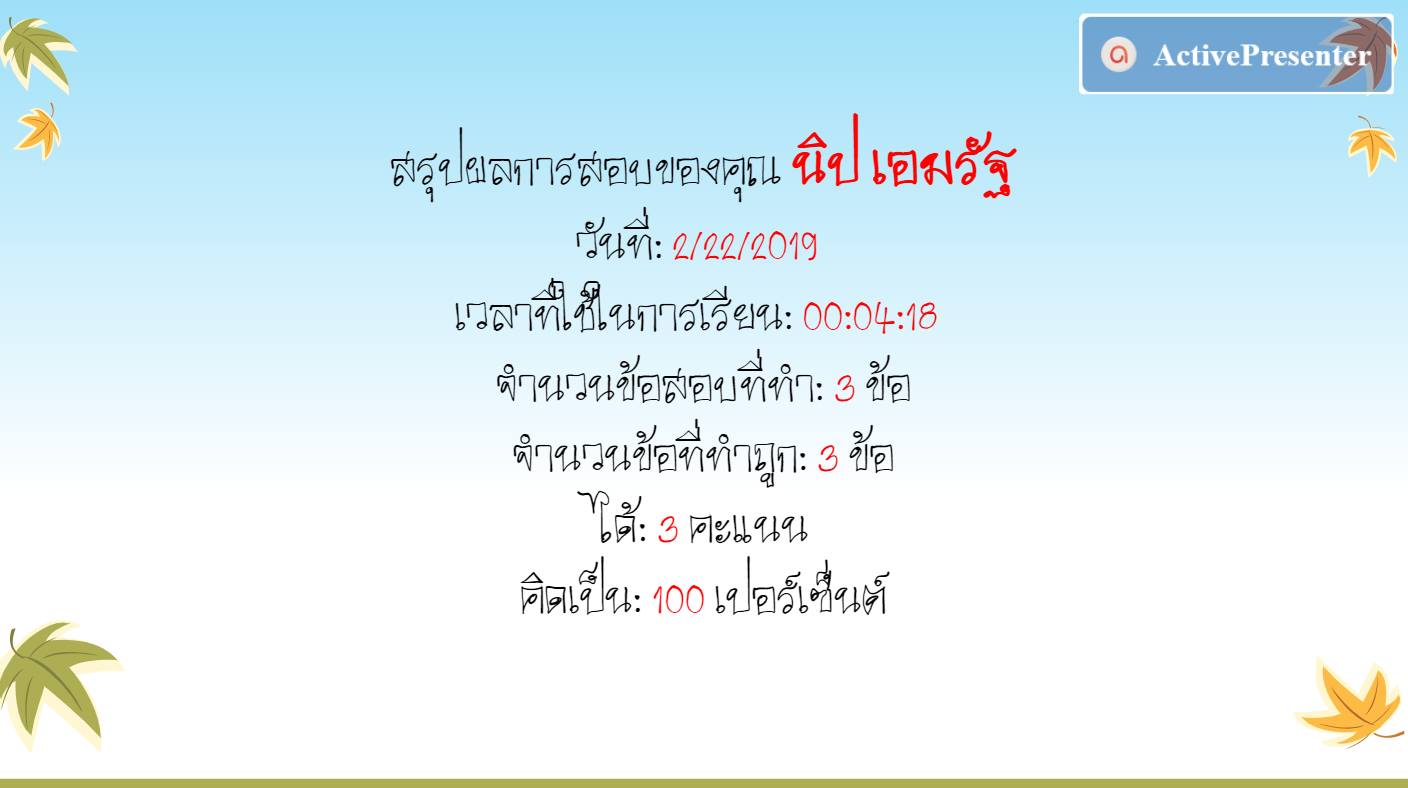 ActivePresenter
สรุปผลการสอบของคุณ นิป เอมรัฐ
วันที่: 2/22/2019
เวลาที่ใช้ในการเรียน: 00:04:18
จำนวนข้อสอบที่ทำ: 3 ข้อ
จำนวนข้อที่ทำถูก: 3 ข้อ
ได้: 3 คะแนน
คิดเป็น: 100 เปอร์เซ็นต์